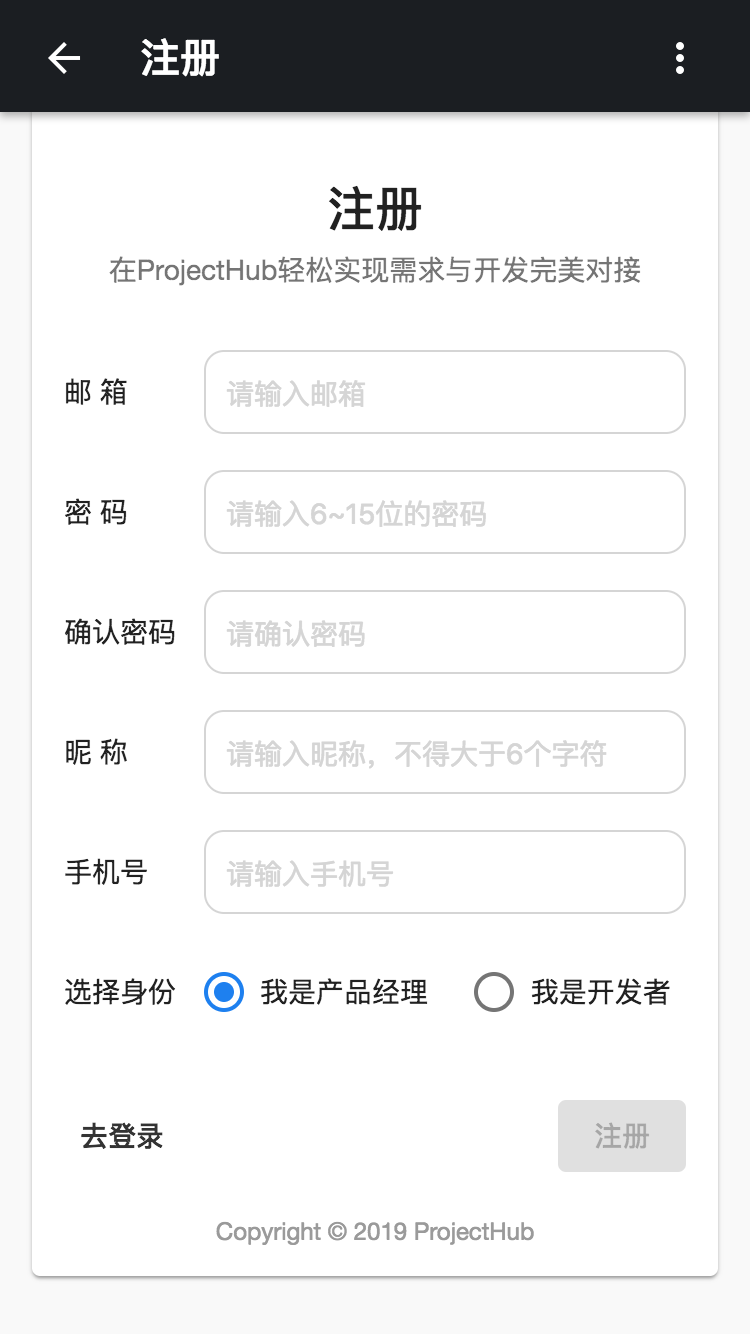 注册
注册
在ProjectHub轻松实现需求与开发完美对接
邮 箱 请输入邮箱
密 码 请输入6~15位的密码
确认密码 请确认密码
昵 称 请输入昵称，不得大于6个字符
手机号 请输入手机号
选择身份 我是产品经理 我是开发者
去登录 注册
Copyright © 2019 ProjectHub